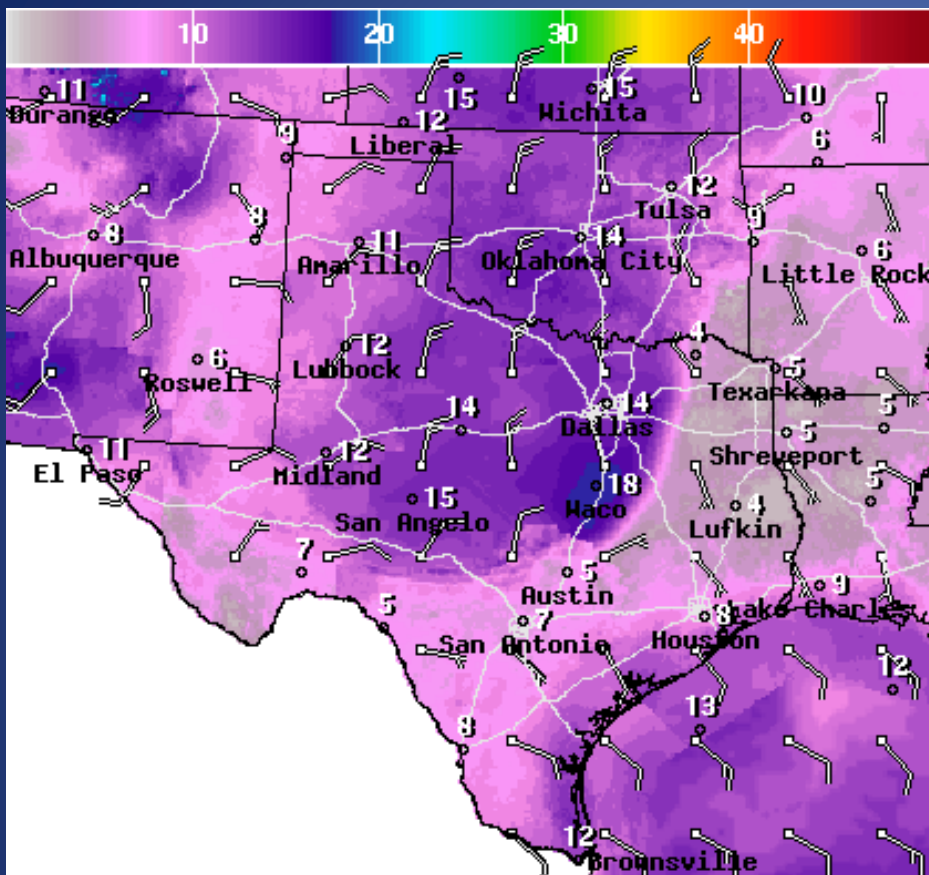 10 20 30 40
11 15 12 15 10
Durango Wichita
12
Liberal
9 6
8 12
Tulsa
8 11 14 9 6
Albuquerque Amarillo Oklahoma City Little Rock
6 12 4 5
Roswell Lubbock Texarkana
14 14 5 5
Dallas
11 12 Shreveport
El Paso Midland
15 18 4 5
San Angelo Waco Lufkin
7 5 9
Austin Lake Charles
5 7 8
San Antonio Houston
12
13
8
12
Brownsville